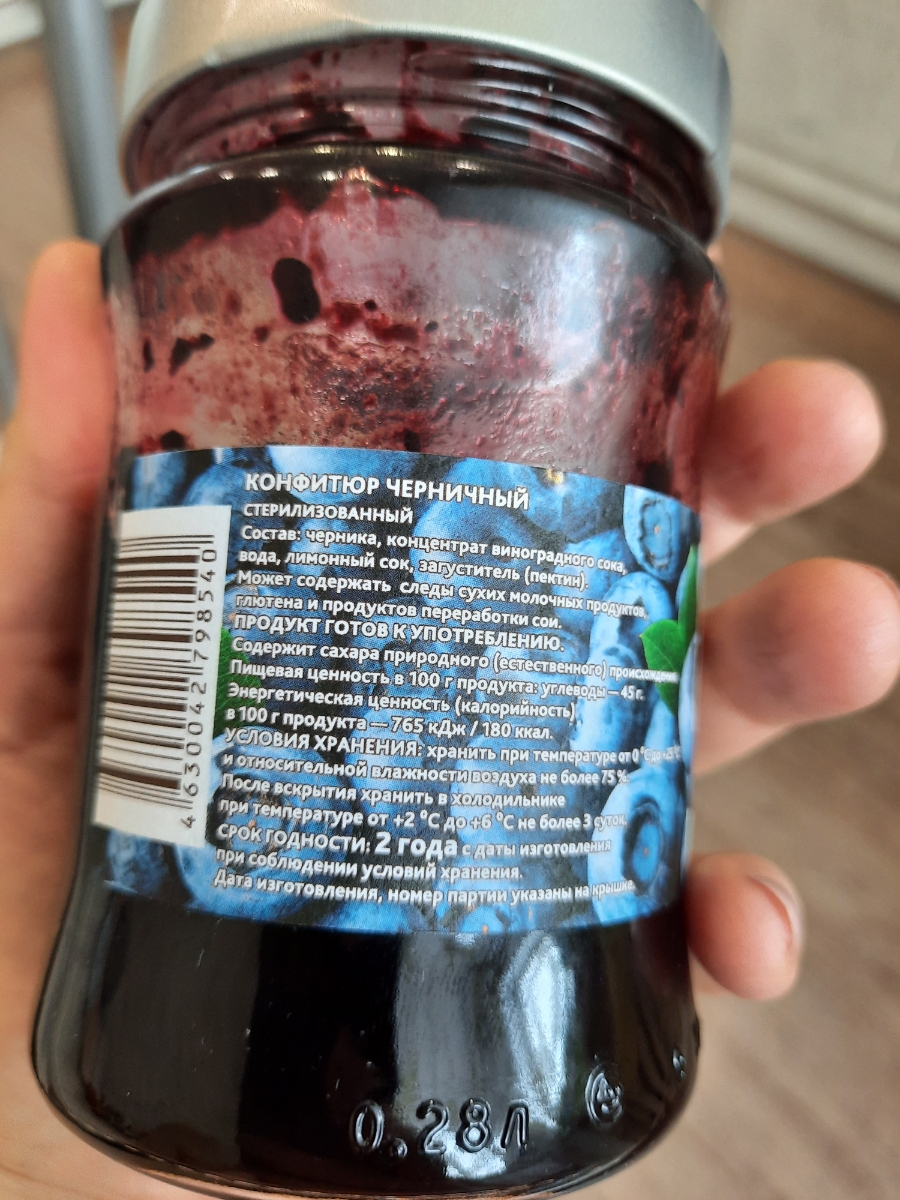 КОНФИТЮР ЧЕРНИЧНЫЙ
СТЕРИЛИЗОВАННЫЙ
Состав: черника, концентрат виноградного сока,
вода, лимонный сок, загуститель (пектин).
Может содержать следы сухих молочных продуктов,
глютена и продуктов переработки сои.
ПРОДУКТ ГОТОВ К УПОТРЕБЛЕНИЮ.
Содержит сахара природного (естественного) происхождения.
Пищевая ценность в 100 г продукта: углеводы — 45 г.
Энергетическая ценность (калорийность)
в 100 г продукта — 765 кДж / 180 ккал.
УСЛОВИЯ ХРАНЕНИЯ: хранить при температуре от 0 °С до +25 °С
и относительной влажности воздуха не более 75 %.
После вскрытия хранить в холодильнике
при температуре от +2 °С до +6 °С не более 3 суток.
СРОК ГОДНОСТИ: 2 года с даты изготовления
при соблюдении условий хранения.
Дата изготовления, номер партии указаны на крышке.
4 630042 798540
0.28л